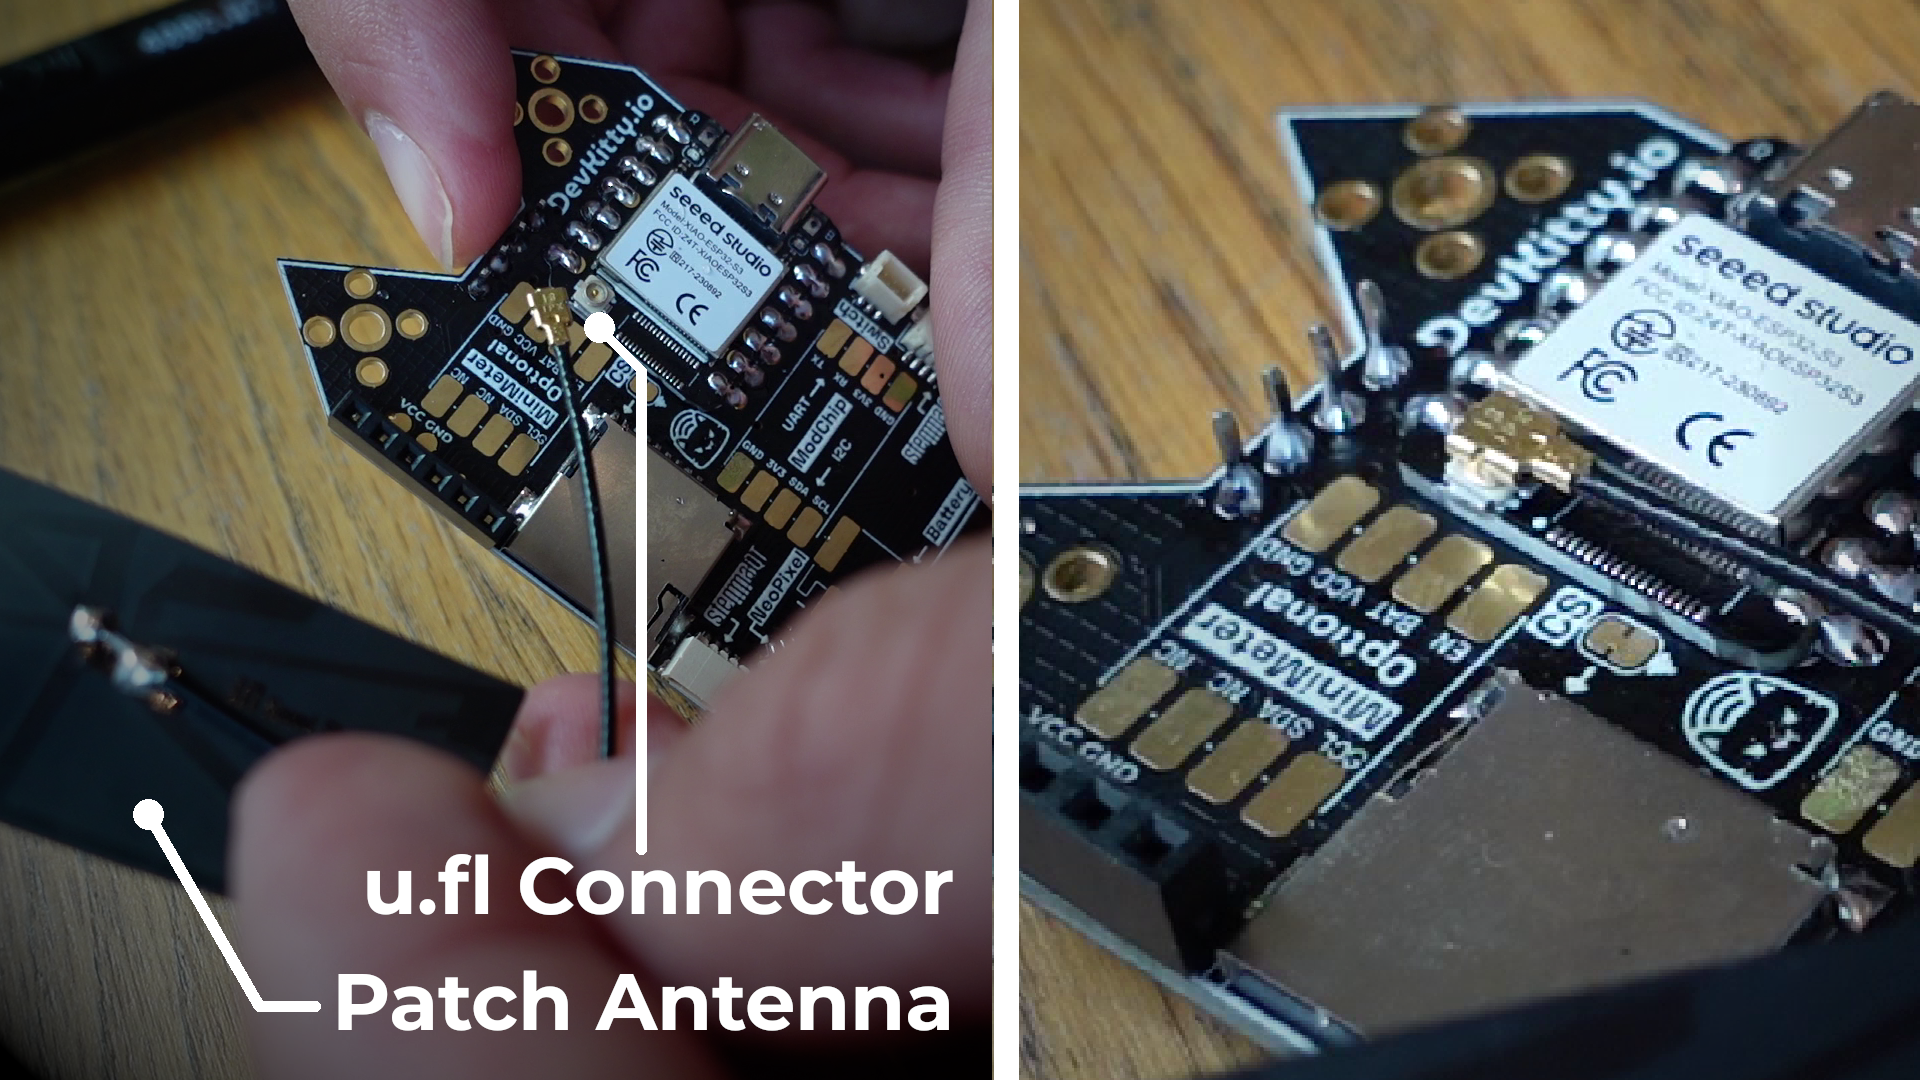 DevKitty.io
seeed studio
Model:XIAO-ESP32-S3
FCC ID:Z4T-XIAOESP32S3
217-230892
FC CE
Switch
GND VCC BAT
Optional
MiniMeter
NC NC SDA SCL
VCC GND
TX RX 3V3 GND
UART
ModChip
I2C
GND 3V3 SDA SCL
Battery
NeoPixel
u.fl Connector
Patch Antenna
DevKitty.io
seeed studio
Model:XIAO-ESP32-S3
FCC ID:Z4T-XIAOESP32S3
217-230892
FC CE
GND VCC BAT EN
Optional
MiniMeter
NC NC SDA SCL
VCC GND
GND